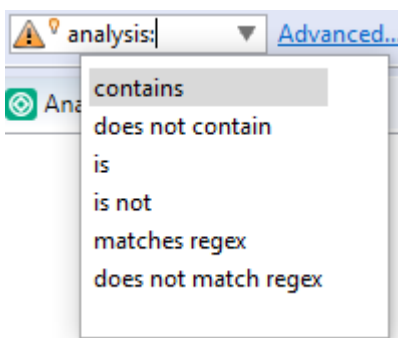 analysis: Advanced...
contains
Ana
does not contain
is
is not
matches regex
does not match regex